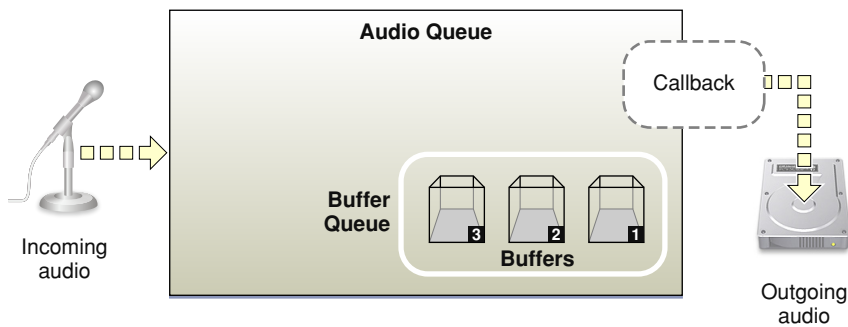 Audio Queue
Callback
Incoming
audio
Buffer
Queue
3
2
1
Buffers
Outgoing
audio